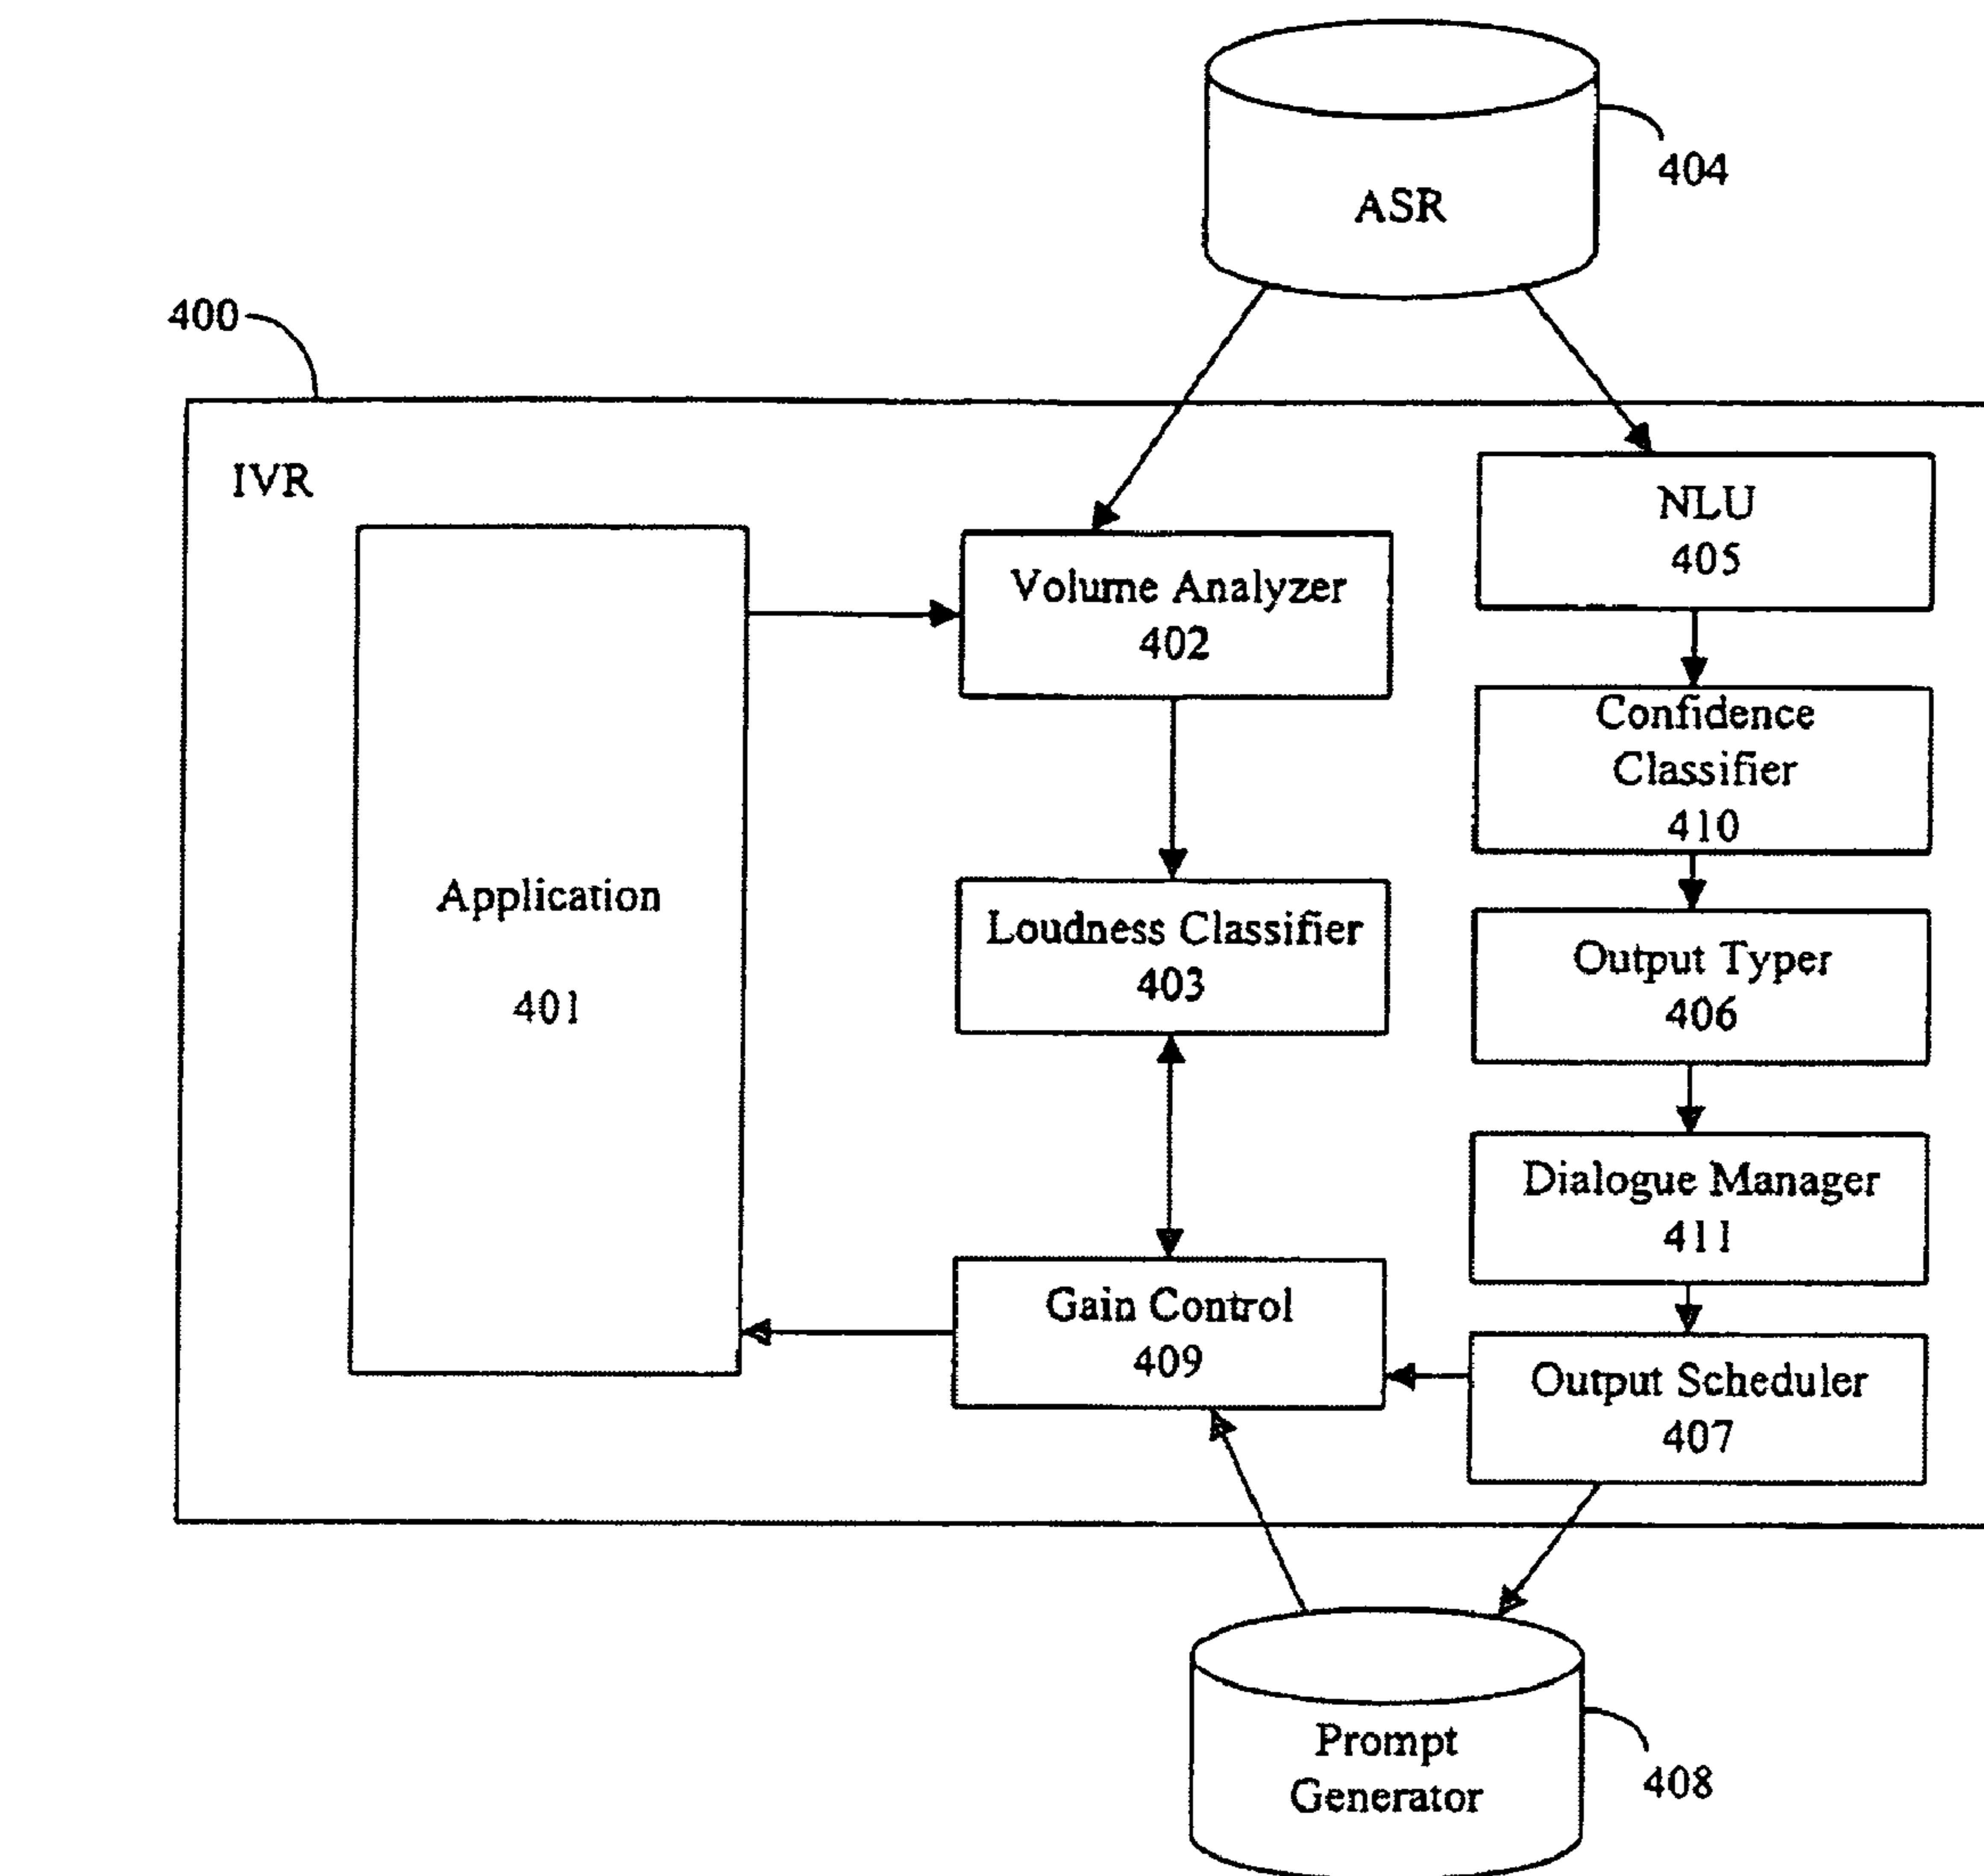 404
ASR
400
IVR
NLU
405
Volume Analyzer
402
Confidence
Classifier
410
Application
401
Loudness Classifier
403
Output Typer
406
Dialogue Manager
411
Gain Control
409
Output Scheduler
407
Prompt
Generator
408